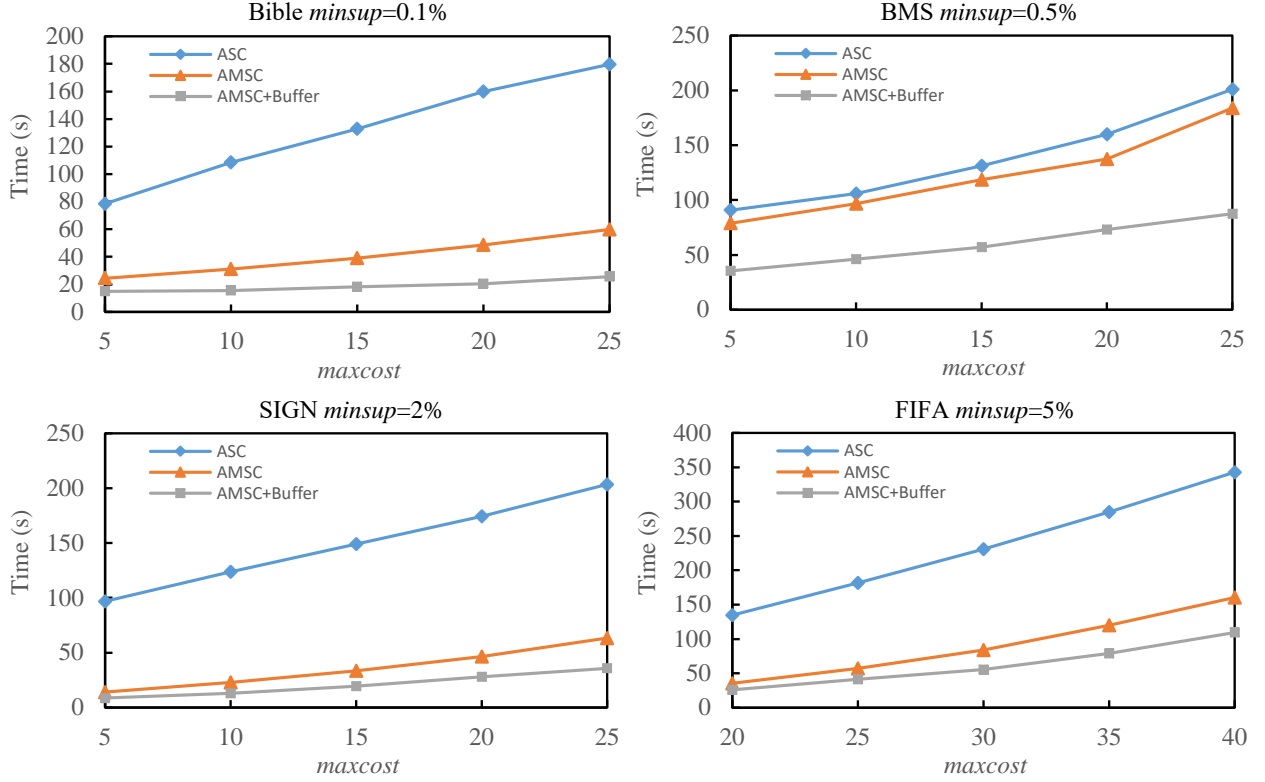 Bible minsup=0.1%
200
180
160
140
120
100
80
60
40
20
0
Time (s)
ASC
AMSC
AMSC+Buffer
5 10 15 20 25
maxcost
BMS minsup=0.5%
250
200
150
100
50
0
Time (s)
ASC
AMSC
AMSC+Buffer
5 10 15 20 25
maxcost
SIGN minsup=2%
250
200
150
100
50
0
Time (s)
ASC
AMSC
AMSC+Buffer
5 10 15 20 25
maxcost
FIFA minsup=5%
400
350
300
250
200
150
100
50
0
Time (s)
ASC
AMSC
AMSC+Buffer
20 25 30 35 40
maxcost